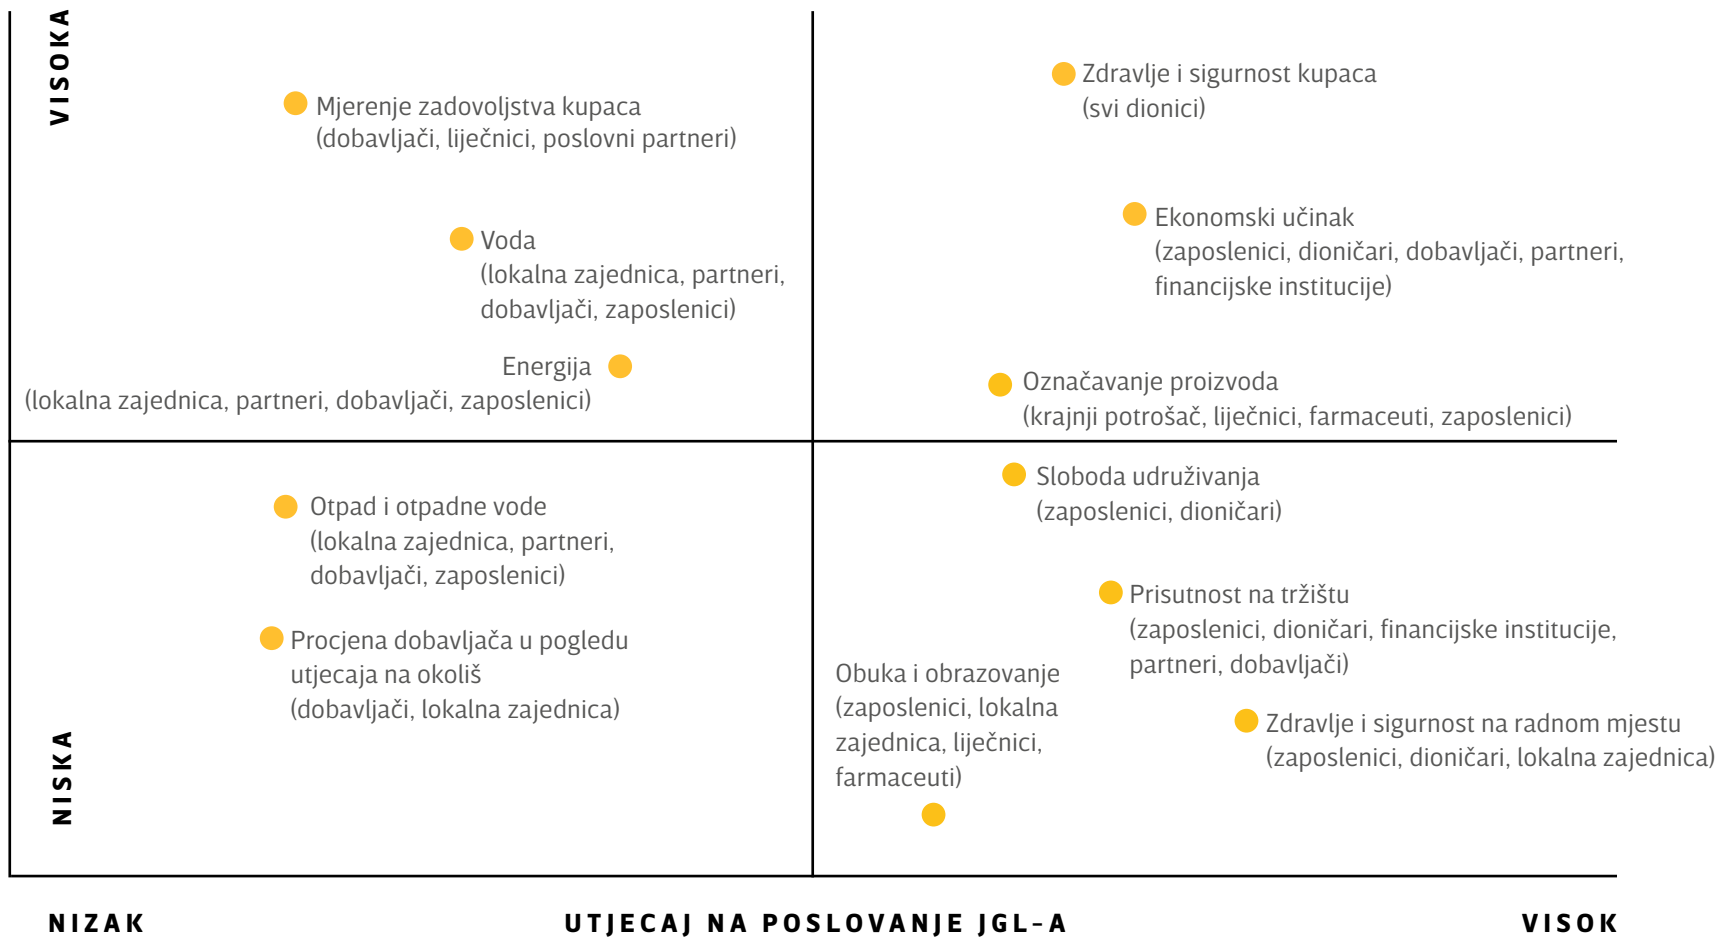 VISOKA
Mjerenje zadovoljstva kupaca
(dobavljači, liječnici, poslovni partneri)
Voda
(lokalna zajednica, partneri,
dobavljači, zaposlenici)
Energija
(lokalna zajednica, partneri, dobavljači, zaposlenici)
Zdravlje i sigurnost kupaca
(svi dionici)
Ekonomski učinak
(zaposlenici, dioničari, dobavljači, partneri,
financijske institucije)
Označavanje proizvoda
(krajnji potrošač, liječnici, farmaceuti, zaposlenici)
Otpad i otpadne vode
(lokalna zajednica, partneri,
dobavljači, zaposlenici)
Procjena dobavljača u pogledu
utjecaja na okoliš
(dobavljači, lokalna zajednica)
NISKA
Sloboda udruživanja
(zaposlenici, dioničari)
Prisutnost na tržištu
(zaposlenici, dioničari, financijske institucije,
partneri, dobavljači)
Obuka i obrazovanje
(zaposlenici, lokalna
zajednica, liječnici,
farmaceuti)
Zdravlje i sigurnost na radnom mjestu
(zaposlenici, dioničari, lokalna zajednica)
NIZAK
UTJECAJ NA POSLOVANJE JGL-A
VISOK